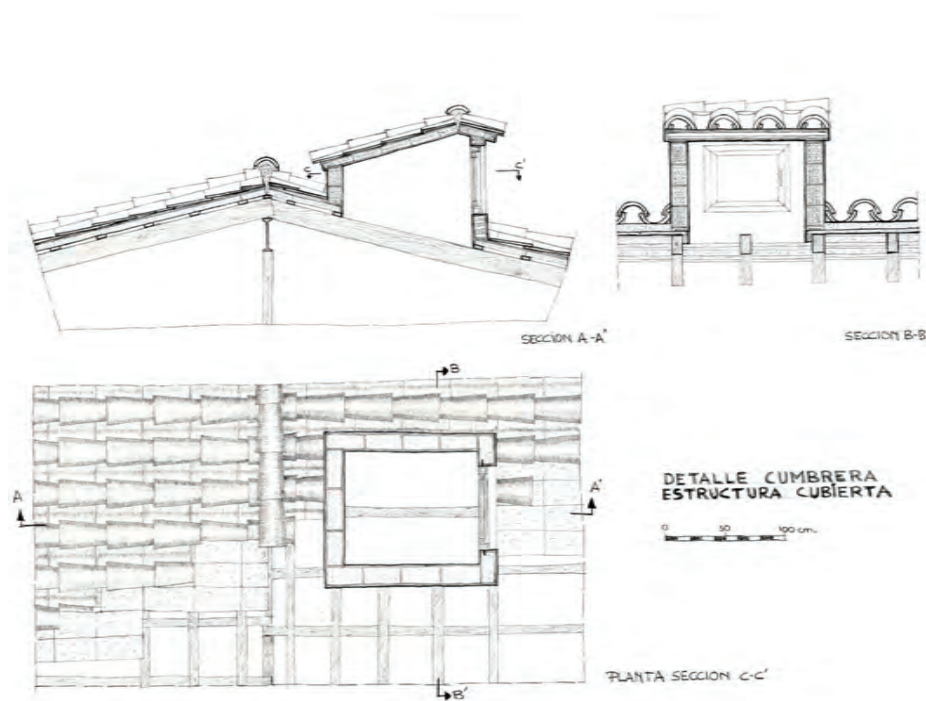 C
C'
SECCION A-A'
SECCION B-B
B
A
A'
DETALLE CUMBRERA
ESTRUCTURA CUBIERTA
0 50 100 cm.
B'
PLANTA SECCION C-C'